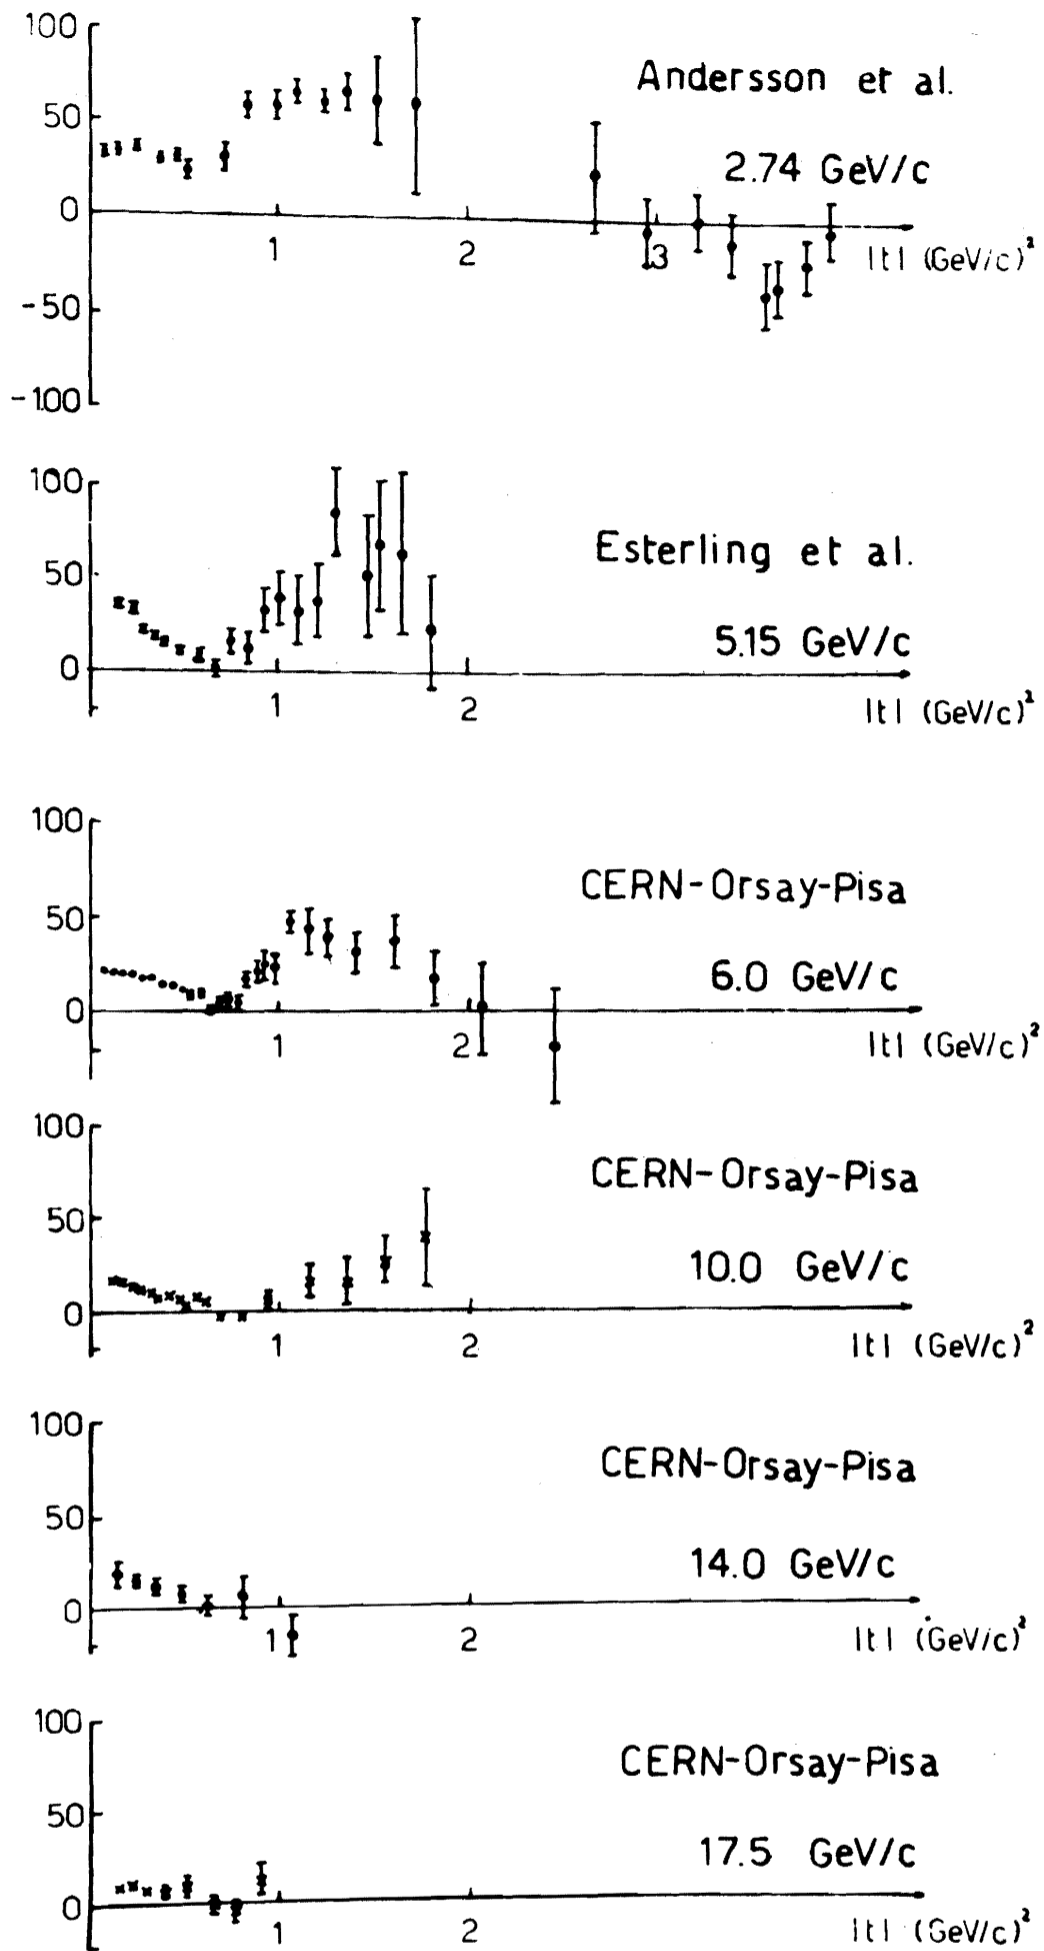 100
Andersson et al.
50
2.74 GeV/c
0
1 2 3 |t| (GeV/c)²
-50
-100
100
Esterling et al.
50
5.15 GeV/c
0
1 2 |t| (GeV/c)²
100
CERN-Orsay-Pisa
50
6.0 GeV/c
0
1 2 |t| (GeV/c)²
100
CERN-Orsay-Pisa
50
10.0 GeV/c
0
1 2 |t| (GeV/c)²
100
CERN-Orsay-Pisa
50
14.0 GeV/c
0
1 2 |t| (GeV/c)²
100
CERN-Orsay-Pisa
50
17.5 GeV/c
0
1 2 |t| (GeV/c)²